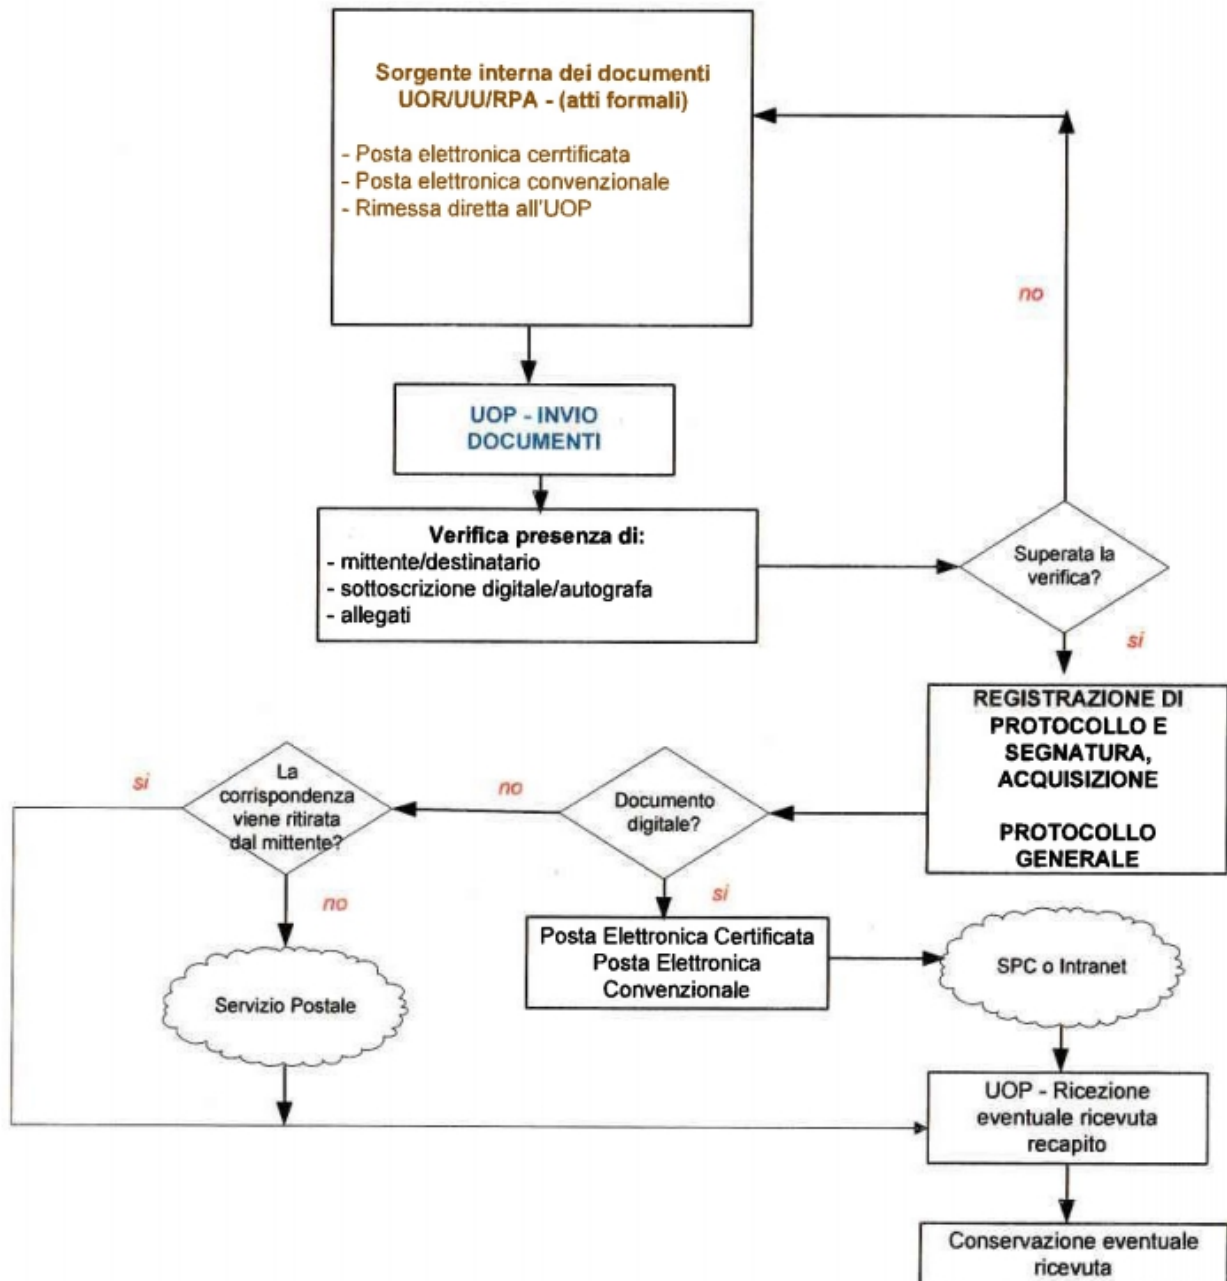 Sorgente interna dei documenti
UOR/UU/RPA - (atti formali)
- Posta elettronica cerrtificata
- Posta elettronica convenzionale
- Rimessa diretta all'UOP
no
UOP - INVIO
DOCUMENTI
Verifica presenza di:
- mittente/destinatario
- sottoscrizione digitale/autografa
- allegati
Superata la
verifica?
si
REGISTRAZIONE DI
PROTOCOLLO E
SEGNATURA,
ACQUISIZIONE
PROTOCOLLO
GENERALE
Documento
digitale?
no
La
corrispondenza
viene ritirata
dal mittente?
si
no
si
Posta Elettronica Certificata
Posta Elettronica
Convenzionale
SPC o Intranet
Servizio Postale
UOP - Ricezione
eventuale ricevuta
recapito
Conservazione eventuale
ricevuta